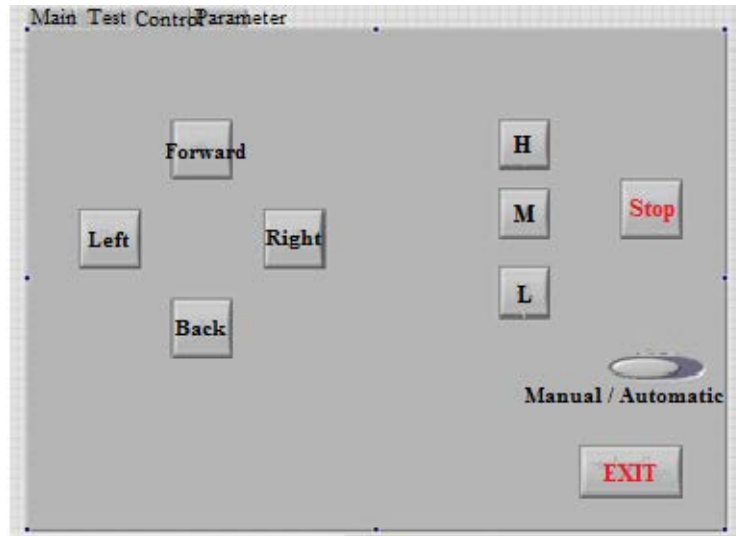 Main Test Control Parameter
Forward
H
M
Stop
Left
Right
L
Back
Manual / Automatic
EXIT